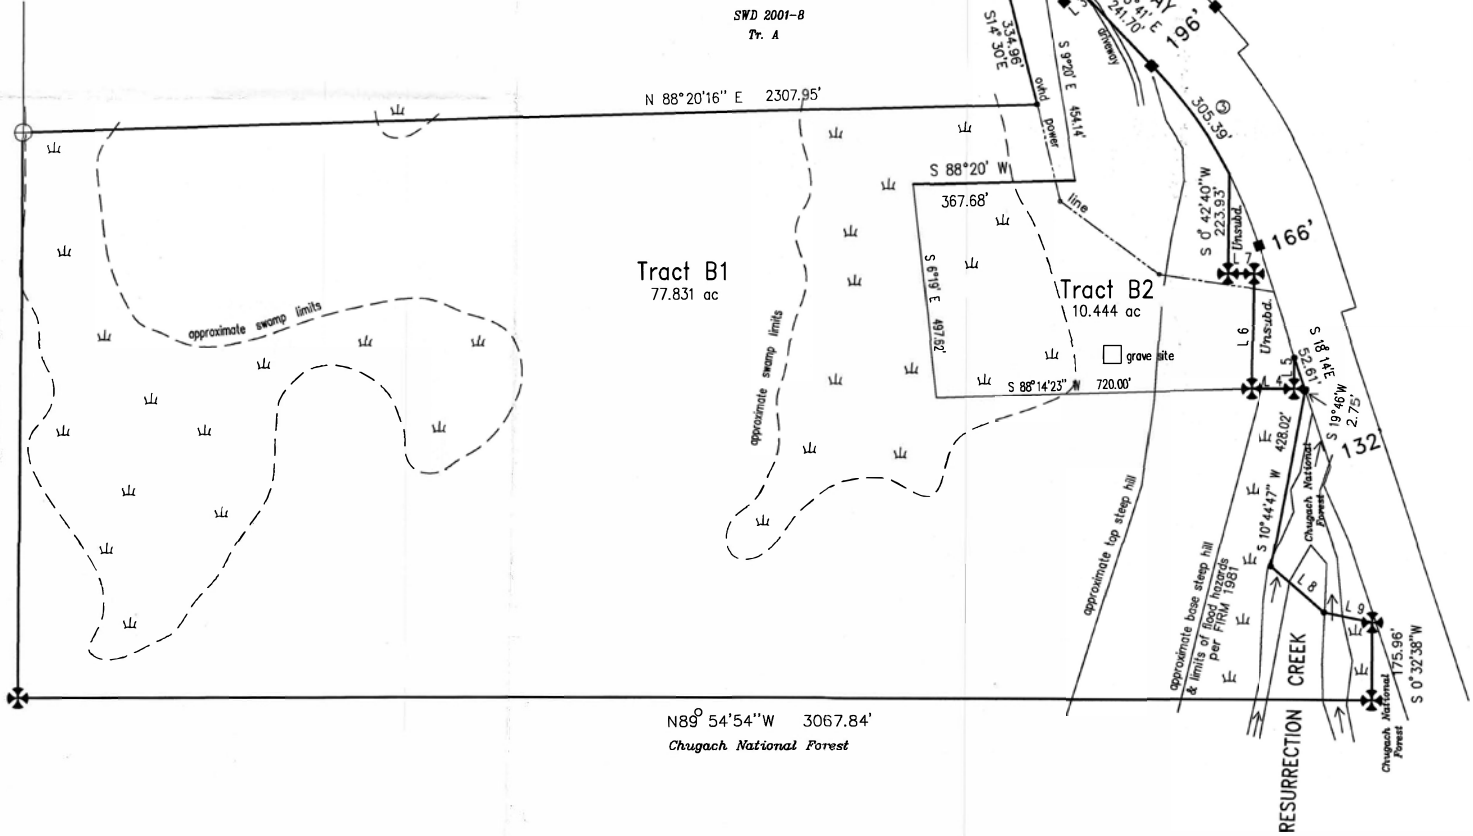 SWD 2001-8
Tr. A
N 88°20'16" E 2307.95'
334.96'
S14°30'E
S 9°20' E 454.14'
driveway
241.70'
196'
305.39'
ovhd
power
line
S 88°20' W
367.68'
S 6°19' E 497.52'
S 0°42'40"W
223.93'
Unsubd.
166'
L 7
Tract B1
77.831 ac
Tract B2
10.444 ac
grave site
L 6
Unsubd.
approximate swamp limits
approximate swamp limits
S 88°14'23" W 720.00'
L 4
L 5
S 18°14'E
52.61'
S 19°46'W
2.75'
132'
S 10°44'47" W 428.02'
Chugach National
Forest
approximate top steep hill
approximate base steep hill
& limits of flood hazards
per FIRM 1981
L 8
L 9
175.96'
S 0°32'38"W
N89° 54'54"W 3067.84'
Chugach National Forest
RESURRECTION CREEK
Chugach National
Forest